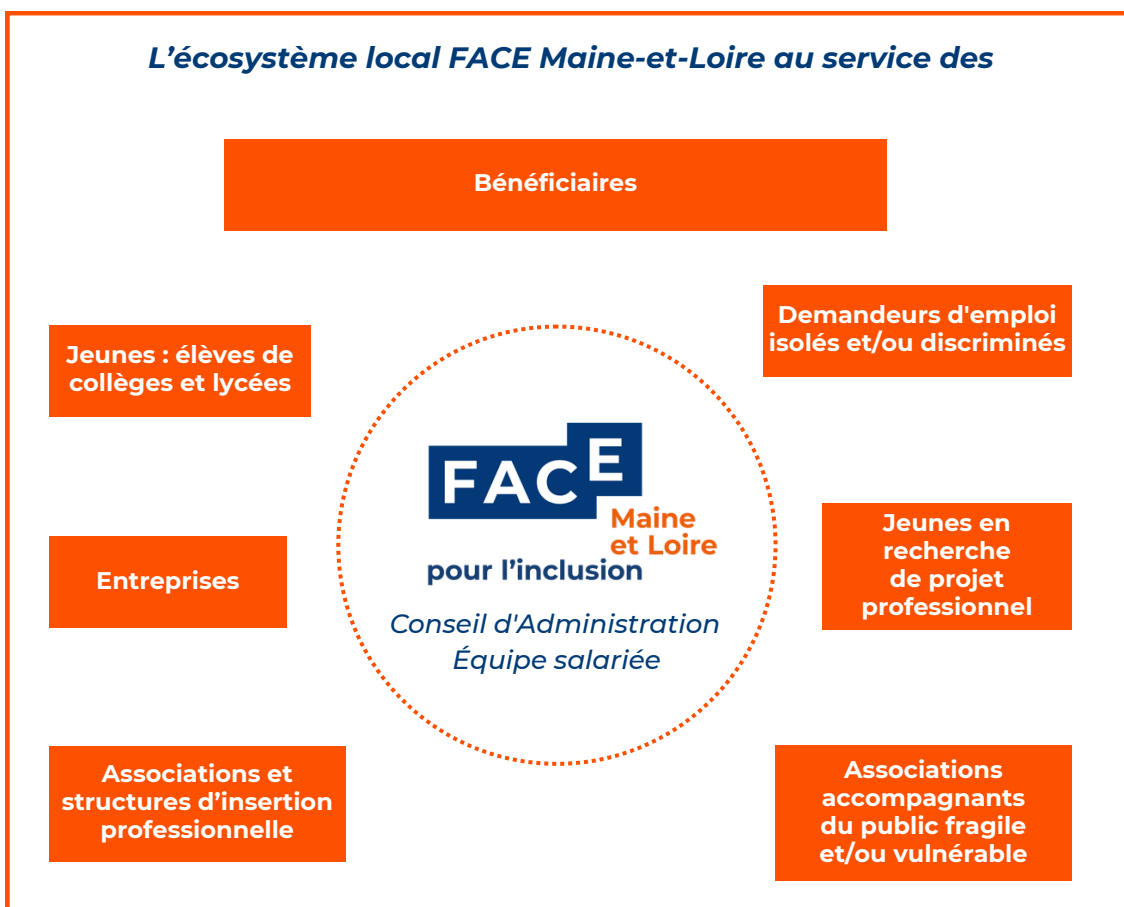 L'écosystème local FACE Maine-et-Loire au service des
Bénéficiaires
Demandeurs d'emploi
isolés et/ou discriminés
Jeunes : élèves de
collèges et lycées
FACE
Maine
et Loire
pour l'inclusion
Conseil d'Administration
Équipe salariée
Jeunes en
recherche
de projet
professionnel
Entreprises
Associations et
structures d'insertion
professionnelle
Associations
accompagnants
du public fragile
et/ou vulnérable